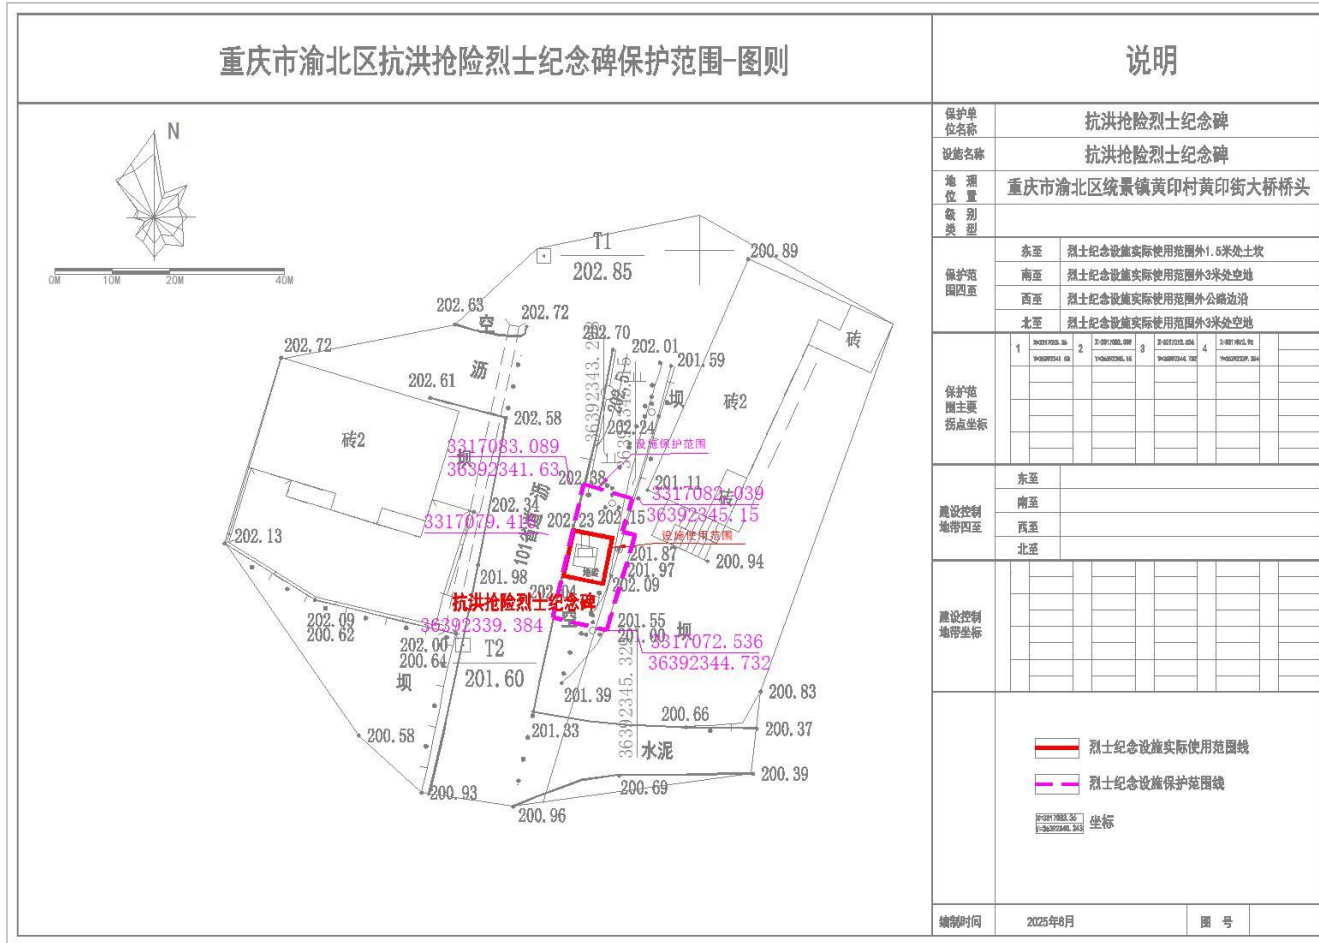 重庆市渝北区抗洪抢险烈士纪念碑保护范围-图则
说明
保护单位名称
抗洪抢险烈士纪念碑
设施名称
抗洪抢险烈士纪念碑
地理位置
重庆市渝北区统景镇黄印村黄印街大桥桥头
级别类型
保护范围四至
东至
烈士纪念设施实际使用范围外1.5米处土坎
南至
烈士纪念设施实际使用范围外3米处空地
西至
烈士纪念设施实际使用范围外公路边沿
北至
烈士纪念设施实际使用范围外3米处空地
保护范围主要拐点坐标
1
2
3
4
建设控制地带四至
东至
南至
西至
北至
建设控制地带坐标
烈士纪念设施实际使用范围线
烈士纪念设施保护范围线
坐标
编制时间
2025年6月
图 号
N
0M
10M
20M
40M
T1
202.85
200.89
202.63
空
202.72
202.72
沥
202.70
202.01
201.59
砖
202.61
坝
砖2
202.58
202.24
砖2
坝
3317083.089
36392341.63
设施保护范围
202.38
201.11
3317082.039
36392345.15
砖
202.34
沥
202.23
202.15
101省道
设施使用范围
202.13
201.87
200.94
201.98
201.97
202.09
202.04
抗洪抢险烈士纪念碑
36392339.384
空
201.55
201.00
坝
3317072.536
36392344.732
202.09
200.62
202.00
200.64
T2
201.60
坝
201.39
200.83
200.66
200.37
201.33
200.58
水泥
200.39
200.69
200.93
200.96